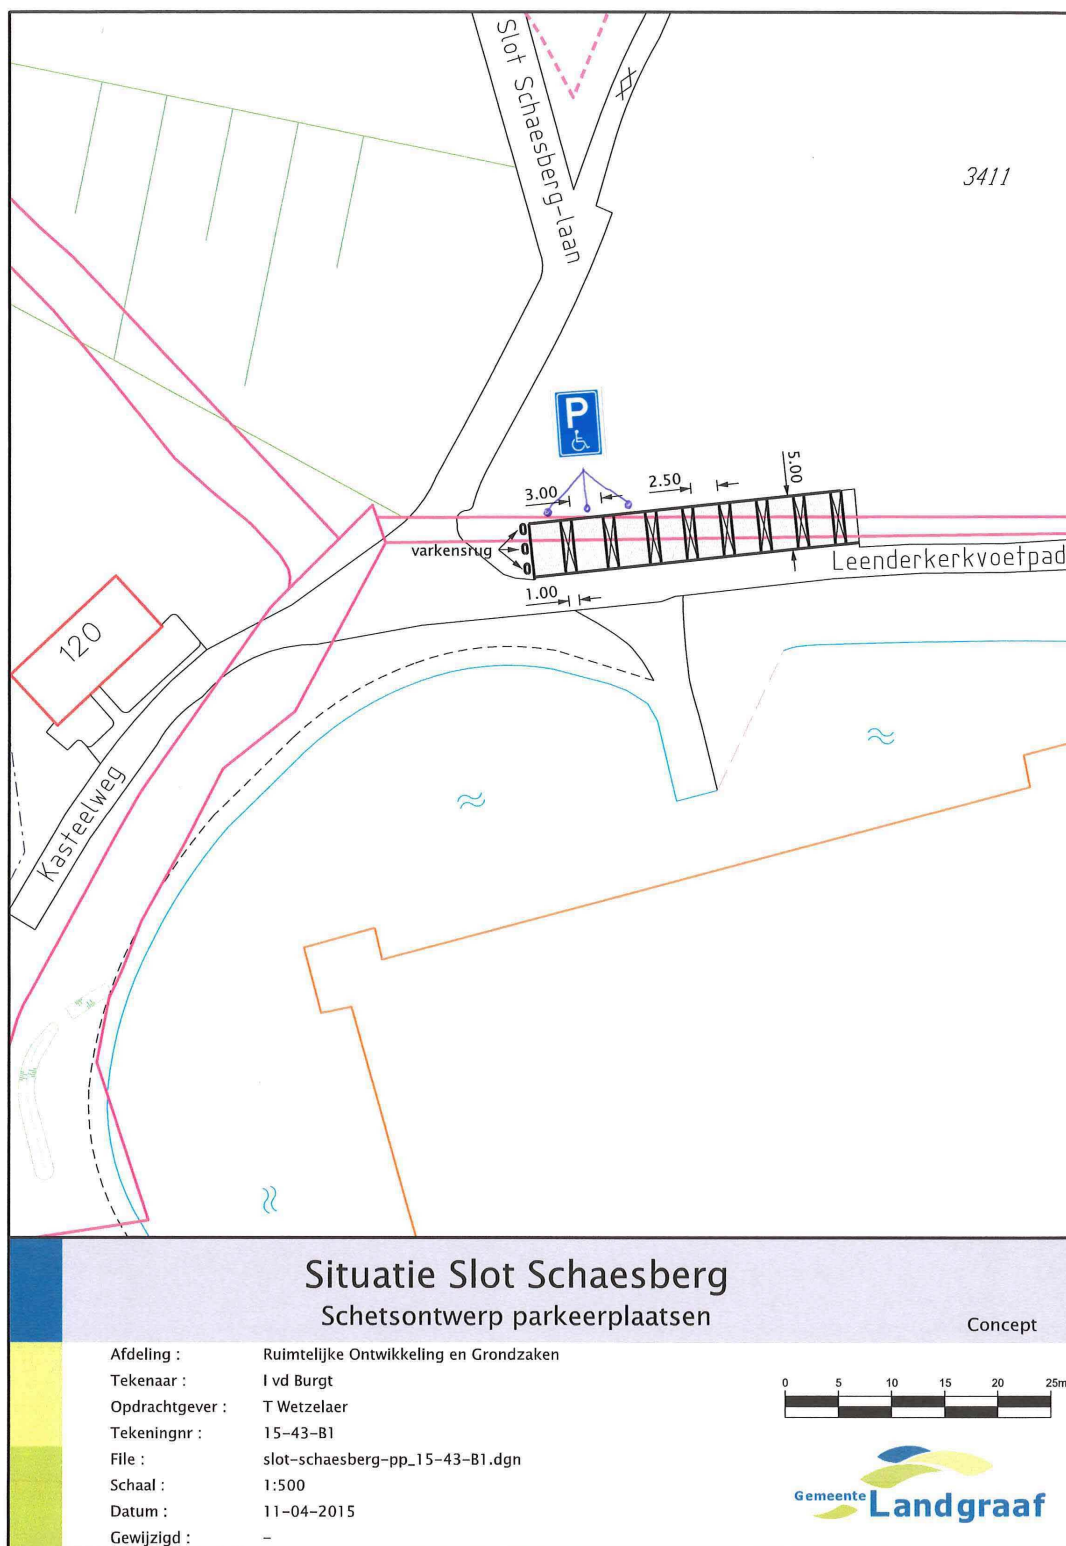 Slot Schaesberg-laan
3411
P
3.00
2.50
5.00
varkensrug
Leenderkerkvoetpad
1.00
120
Kasteelweg
Situatie Slot Schaesberg
Schetsontwerp parkeerplaatsen
Concept
Afdeling : Ruimtelijke Ontwikkeling en Grondzaken
Tekenaar : I vd Burgt
Opdrachtgever : T Wetzelaer
Tekeningnr : 15-43-B1
File : slot-schaesberg-pp_15-43-B1.dgn
Schaal : 1:500
Datum : 11-04-2015
Gewijzigd : -
0 5 10 15 20 25m
Gemeente Landgraaf